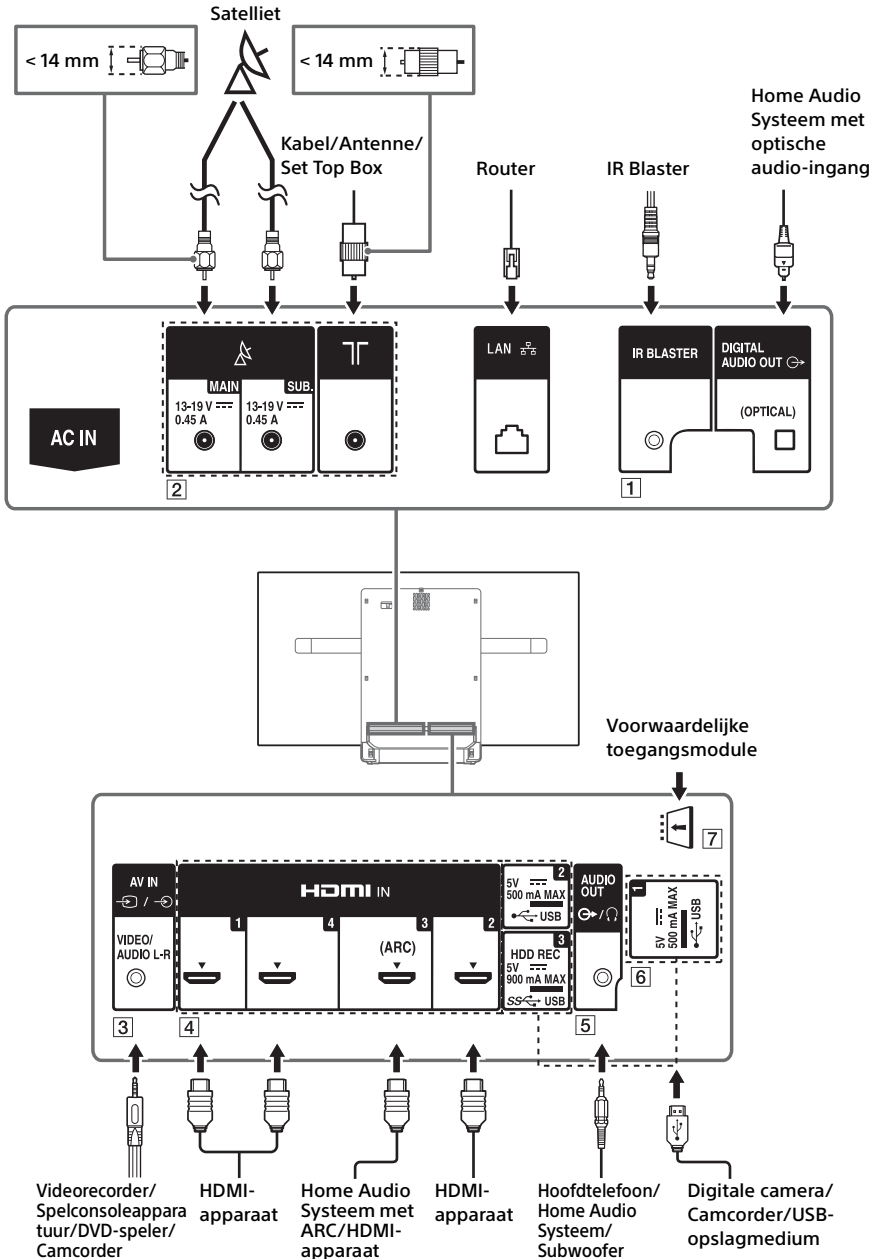 Satelliet
< 14 mm
< 14 mm
Kabel/Antenne/
Set Top Box
Router
IR Blaster
Home Audio
Systeem met
optische
audio-ingang
AC IN
MAIN
13-19 V
0.45 A
SUB.
13-19 V
0.45 A
2
LAN
IR BLASTER
1
DIGITAL
AUDIO OUT
(OPTICAL)
Voorwaardelijke
toegangsmodule
7
AV IN
/
VIDEO/
AUDIO L-R
3
HDMI IN
1
4
3
(ARC)
2
4
2
5V
500 mA MAX
USB
3
HDD REC
5V
900 mA MAX
SS USB
AUDIO
OUT
/
5
1
5V
500 mA MAX
USB
6
Videorecorder/
Spelconsoleappara
tuur/DVD-speler/
Camcorder
HDMI-
apparaat
Home Audio
Systeem met
ARC/HDMI-
apparaat
HDMI-
apparaat
Hoofdtelefoon/
Home Audio
Systeem/
Subwoofer
Digitale camera/
Camcorder/USB-
opslagmedium